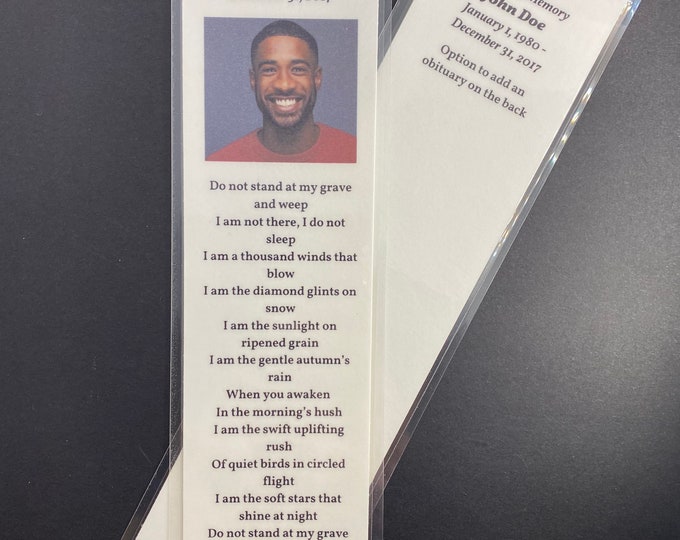 Do not stand at my grave
and weep
I am not there, I do not
sleep
I am a thousand winds that
blow
I am the diamond glints on
snow
I am the sunlight on
ripened grain
I am the gentle autumn's
rain
When you awaken
In the morning's hush
I am the swift uplifting
rush
Of quiet birds in circled
flight
I am the soft stars that
shine at night
Do not stand at my grave
memory
John Doe
January 1, 1980 -
December 31, 2017
Option to add an
obituary on the back